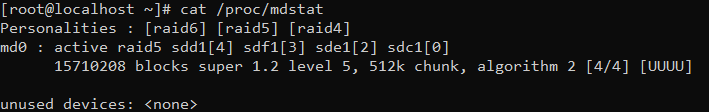 [root@localhost ~]# cat /proc/mdstat
Personalities : [raid6] [raid5] [raid4]
md0 : active raid5 sdd1[4] sdf1[3] sde1[2] sdc1[0]
      15710208 blocks super 1.2 level 5, 512k chunk, algorithm 2 [4/4] [UUUU]

unused devices: <none>